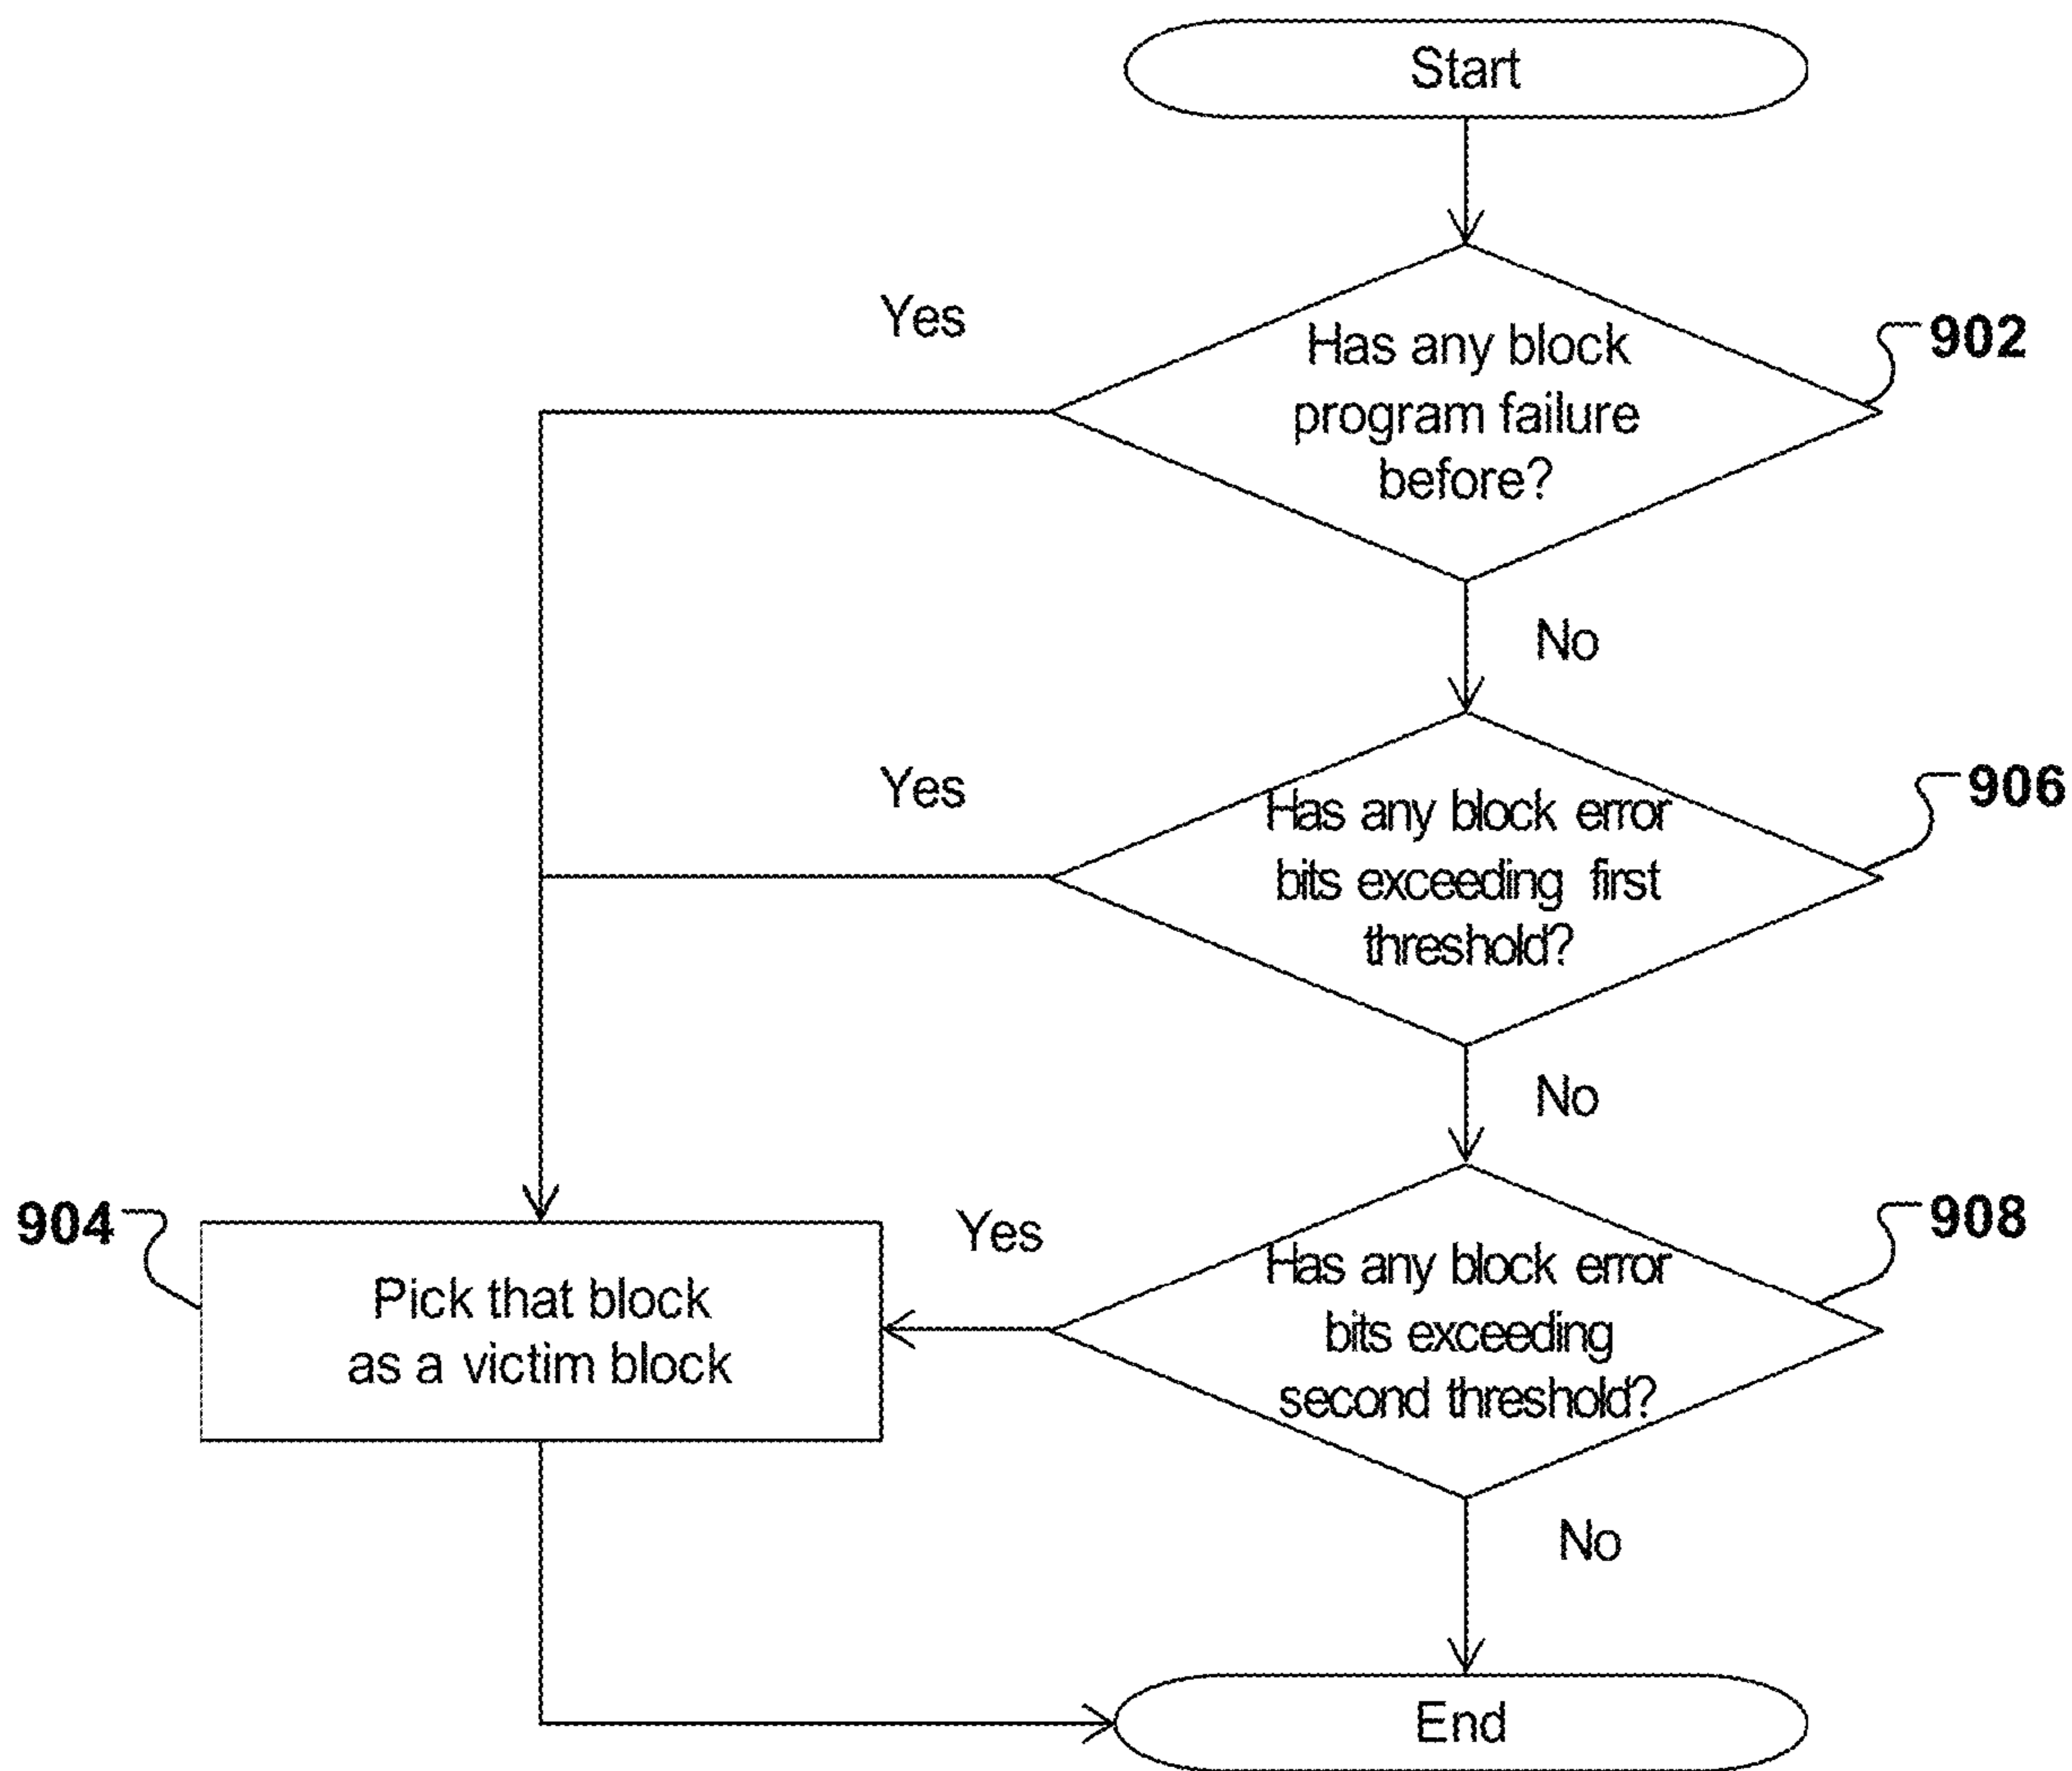 Start
Yes
Has any block
program failure
before?
902
No
Yes
Has any block error
bits exceeding first
threshold?
906
No
904
Pick that block
as a victim block
Yes
Has any block error
bits exceeding
second threshold?
908
No
End